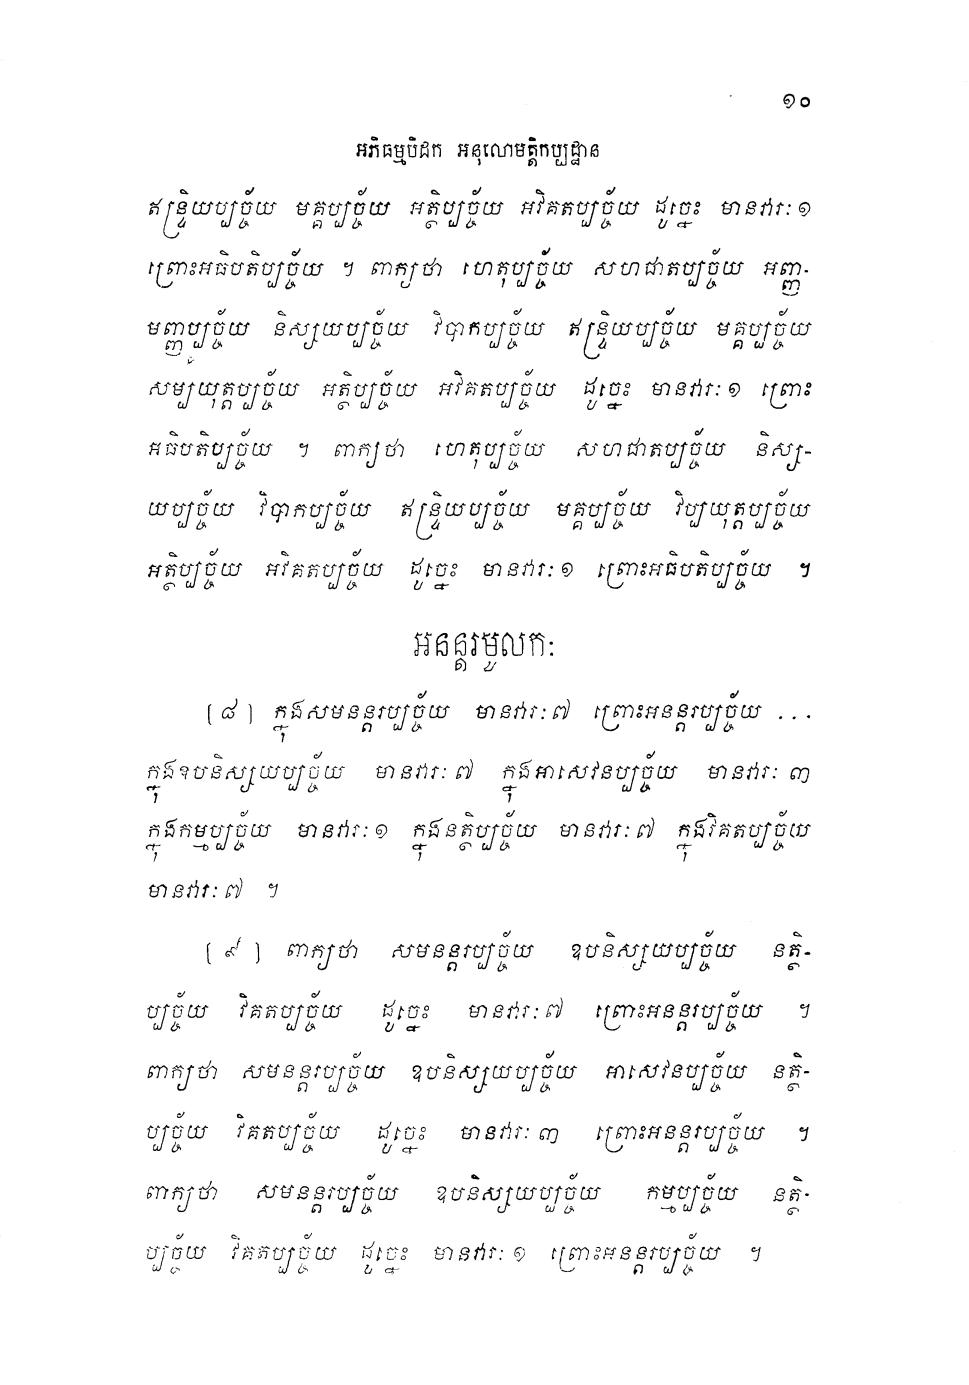 ១០
អភិធម្មបិដក អនុលោមត្តិកប្បដ្ឋាន
ឥន្ទ្រិយប្បច្ច័យ មគ្គប្បច្ច័យ អត្ថិប្បច្ច័យ អវិគតប្បច្ច័យ ដូច្នេះ មានវារៈ ១
ព្រោះអធិបតិប្បច្ច័យ ។ ពាក្យថា ហេតុប្បច្ច័យ សហជាតប្បច្ច័យ អញ្ញ-
មញ្ញប្បច្ច័យ និស្សយប្បច្ច័យ វិបាកប្បច្ច័យ ឥន្ទ្រិយប្បច្ច័យ មគ្គប្បច្ច័យ
សម្បយុត្តប្បច្ច័យ អត្ថិប្បច្ច័យ អវិគតប្បច្ច័យ ដូច្នេះ មានវារៈ ១ ព្រោះ
អធិបតិប្បច្ច័យ ។ ពាក្យថា ហេតុប្បច្ច័យ សហជាតប្បច្ច័យ និស្ស-
យប្បច្ច័យ វិបាកប្បច្ច័យ ឥន្ទ្រិយប្បច្ច័យ មគ្គប្បច្ច័យ វិប្បយុត្តប្បច្ច័យ
អត្ថិប្បច្ច័យ អវិគតប្បច្ច័យ ដូច្នេះ មានវារៈ ១ ព្រោះអធិបតិប្បច្ច័យ ។
អនន្តរមូលកៈ
[ ៨ ] ក្នុងសមនន្តរប្បច្ច័យ មានវារៈ ៧ ព្រោះអនន្តរប្បច្ច័យ ...
ក្នុងឧបនិស្សយប្បច្ច័យ មានវារៈ ៧ ក្នុងអាសេវនប្បច្ច័យ មានវារៈ ៣
ក្នុងកម្មប្បច្ច័យ មានវារៈ ១ ក្នុងនត្ថិប្បច្ច័យ មានវារៈ ៧ ក្នុងវិគតប្បច្ច័យ
មានវារៈ ៧ ។
[ ៩ ] ពាក្យថា សមនន្តរប្បច្ច័យ ឧបនិស្សយប្បច្ច័យ នត្ថិ-
ប្បច្ច័យ វិគតប្បច្ច័យ ដូច្នេះ មានវារៈ ៧ ព្រោះអនន្តរប្បច្ច័យ ។
ពាក្យថា សមនន្តរប្បច្ច័យ ឧបនិស្សយប្បច្ច័យ អាសេវនប្បច្ច័យ នត្ថិ-
ប្បច្ច័យ វិគតប្បច្ច័យ ដូច្នេះ មានវារៈ ៣ ព្រោះអនន្តរប្បច្ច័យ ។
ពាក្យថា សមនន្តរប្បច្ច័យ ឧបនិស្សយប្បច្ច័យ កម្មប្បច្ច័យ នត្ថិ-
ប្បច្ច័យ វិគតប្បច្ច័យ ដូច្នេះ មានវារៈ ១ ព្រោះអនន្តរប្បច្ច័យ ។